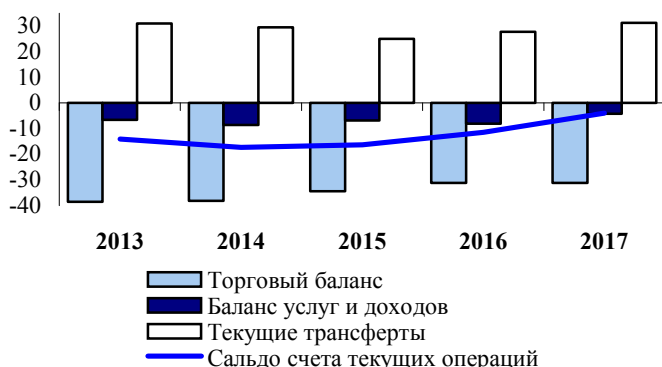 30
20
10
0
-10
-20
-30
-40
2013 2014 2015 2016 2017
Торговый баланс
Баланс услуг и доходов
Текущие трансферты
Сальдо счета текущих операций